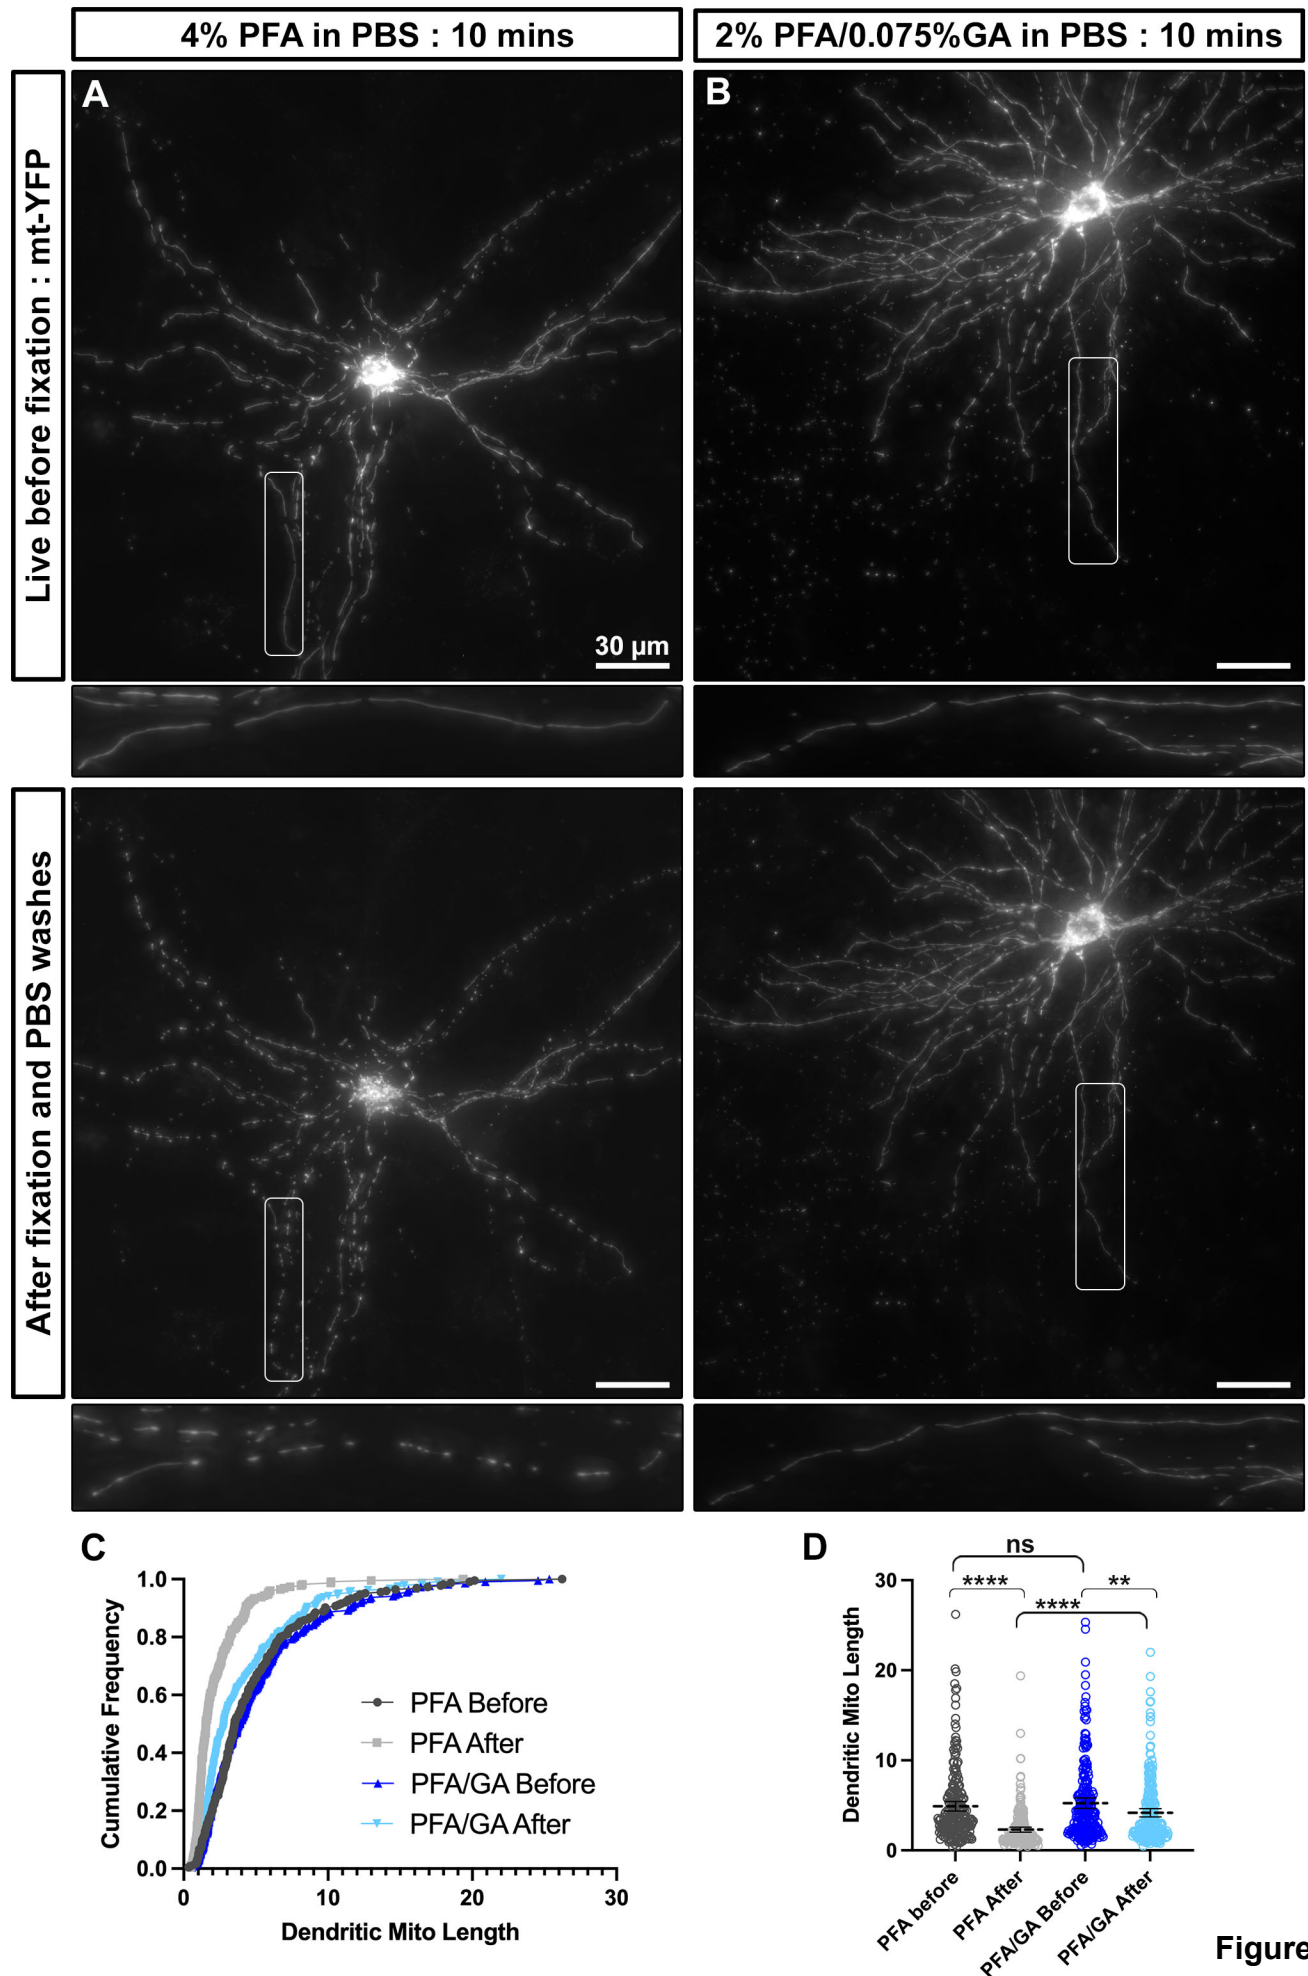 4% PFA in PBS : 10 mins
2% PFA/0.075%GA in PBS : 10 mins
Live before fixation : mt-YFP
A
B
30 µm
After fixation and PBS washes
C
1.0
0.8
0.6
0.4
0.2
0.0
Cumulative Frequency
PFA Before
PFA After
PFA/GA Before
PFA/GA After
0
10
20
30
Dendritic Mito Length
D
ns
****
**
****
30
20
10
0
Dendritic Mito Length
PFA before
PFA After
PFA/GA Before
PFA/GA After
Figure